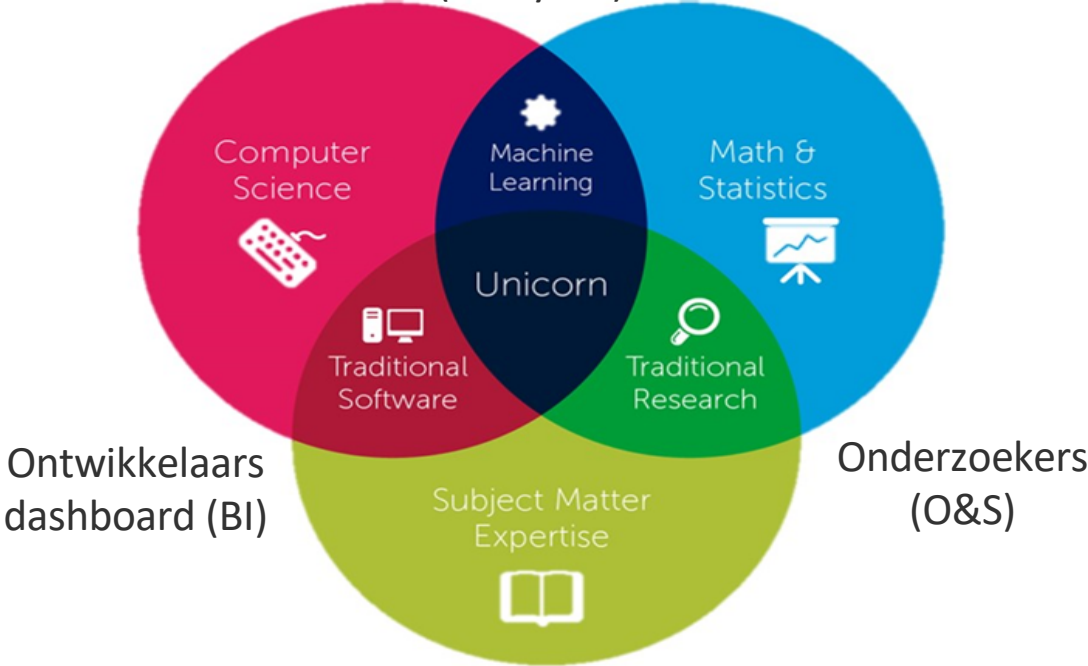 Computer
Science
Machine
Learning
Math &
Statistics
Unicorn
Traditional
Software
Traditional
Research
Ontwikkelaars
dashboard (BI)
Subject Matter
Expertise
Onderzoekers
(O&S)